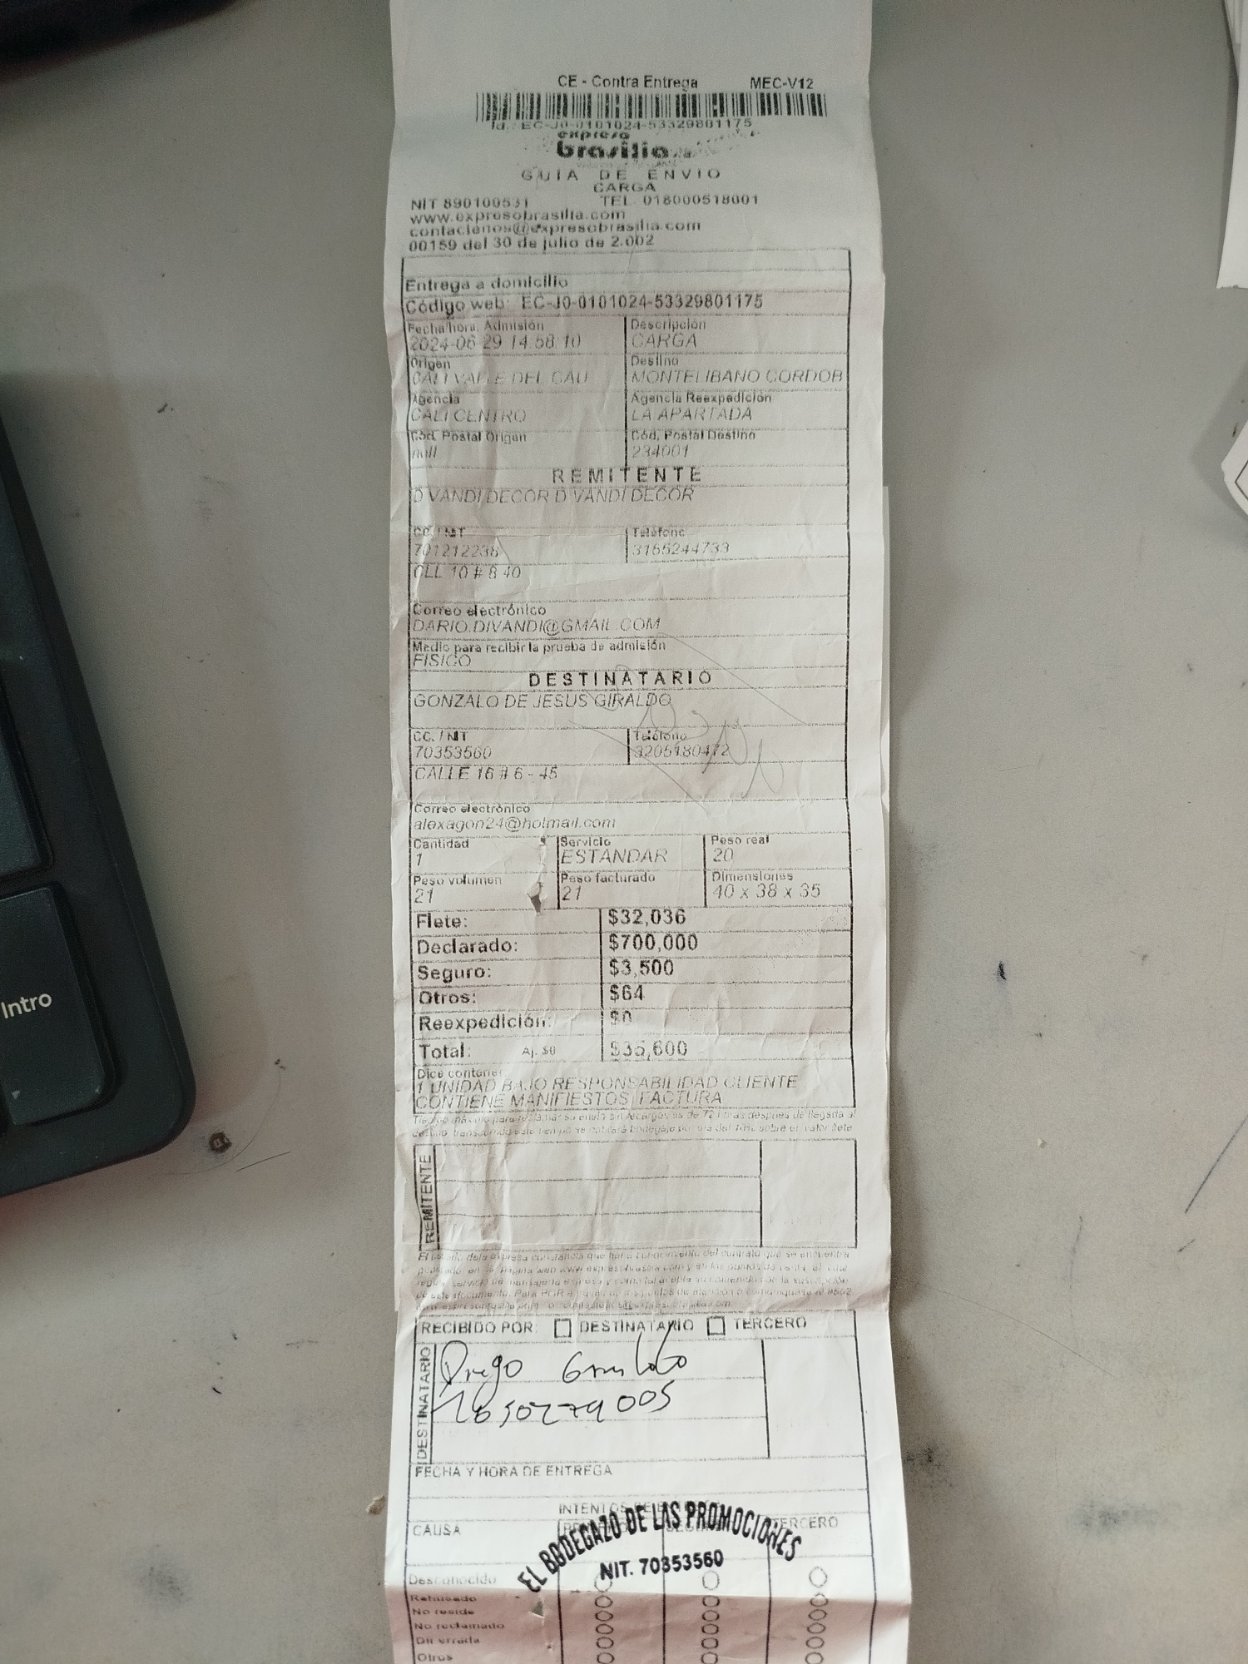 CE - Contra Entrega MEC-V12
Id.: EC-J0-0101024-53329801175
expreso
brasilia
GUIA DE ENVIO
CARGA
NIT 890100531 TEL. 018000518001
www.expresobrasilia.com
contactenos@expresobrasilia.com
00159 del 30 de julio de 2.002
Entrega a domicilio
Código web: EC-J0-0101024-53329801175
Fecha/hora. Admisión Descripción
2024-06-29 14:58:10 CARGA
Origen Destino
CALI VALLE DEL CAU MONTELIBANO CORDOB
Agencia Agencia Reexpedición
CALI CENTRO LA APARTADA
Cód. Postal Origen Cód. Postal Destino
null 234001
REMITENTE
D VANDI DECOR D VANDI DECOR
CC. / NIT Teléfono
701212238 3155244733
CLL 10 # 8 40
Correo electrónico
DARIO.DIVANDI@GMAIL.COM
Medio para recibir la prueba de admisión
FISICO
DESTINATARIO
GONZALO DE JESUS GIRALDO
CC. / NIT Teléfono
70353560 3205180472
CALLE 16 # 6 - 45
Correo electrónico
alexagon24@hotmail.com
Cantidad Servicio Peso real
1 ESTANDAR 20
Peso volumen Peso facturado Dimensiones
21 21 40 x 38 x 35
Flete: $32,036
Declarado: $700,000
Seguro: $3,500
Otros: $64
Reexpedición: $0
Total: Aj. $0 $35,600
Dice contener
1 UNIDAD BAJO RESPONSABILIDAD CLIENTE
CONTIENE MANIFIESTOS FACTURA
REMITENTE
RECIBIDO POR: DESTINATARIO TERCERO
DESTINATARIO
1050279005
FECHA Y HORA DE ENTREGA
INTENTOS DE
CAUSA TERCERO
EL BODEGAZO DE LAS PROMOCIONES
NIT. 70353560
Desconocido
Rehusado
No reside
No reclamado
Dir errada
Otros
Intro